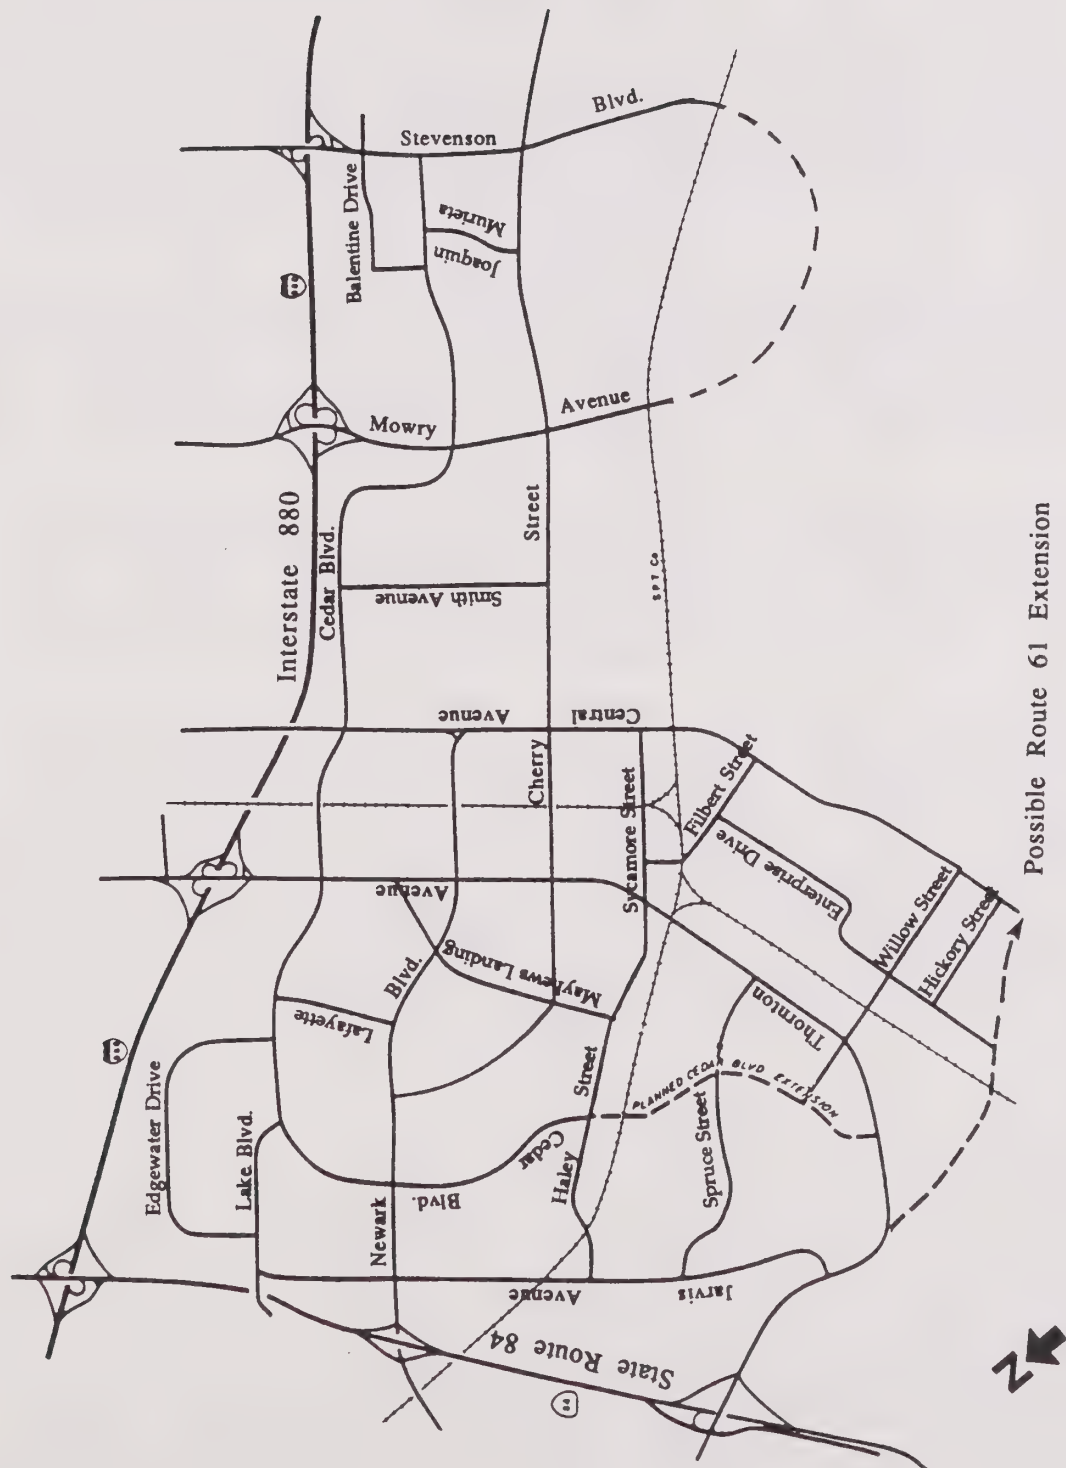 Blvd.
Stevenson
Balentine Drive
Murieta
Joaquin
Avenue
Mowry
Interstate 880
Cedar Blvd.
Street
Smith Avenue
S.P.T. Co
Avenue
Central
Cherry
Sycamore Street
Filbert Street
Possible Route 61 Extension
Avenue
Enterprise Drive
Willow Street
Hickory Street
Mayhews Landing
Blvd.
Lafayette
Thornton
Street
PLANNED CEDAR BLVD EXTENSION
Edgewater Drive
Lake Blvd.
Cedar
Haley
Spruce Street
Blvd.
Newark
Avenue
Jarvis
State Route 84
84
N